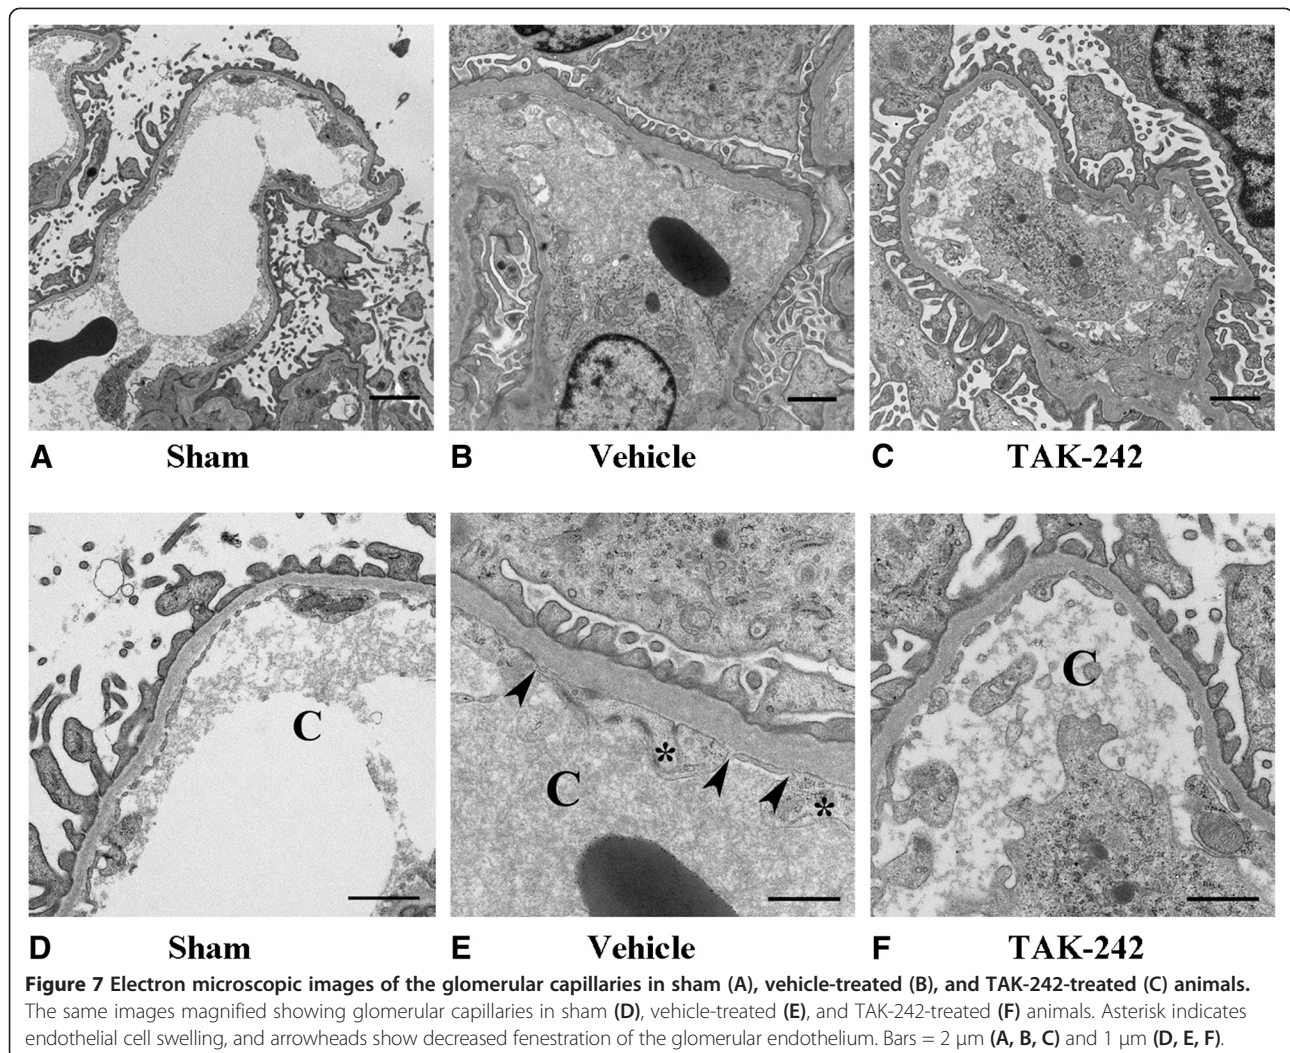 A Sham
B Vehicle
C TAK-242
C
C
*
*
C
D Sham
E Vehicle
F TAK-242
Figure 7 Electron microscopic images of the glomerular capillaries in sham (A), vehicle-treated (B), and TAK-242-treated (C) animals.
The same images magnified showing glomerular capillaries in sham (D), vehicle-treated (E), and TAK-242-treated (F) animals. Asterisk indicates
endothelial cell swelling, and arrowheads show decreased fenestration of the glomerular endothelium. Bars = 2 μm (A, B, C) and 1 μm (D, E, F).